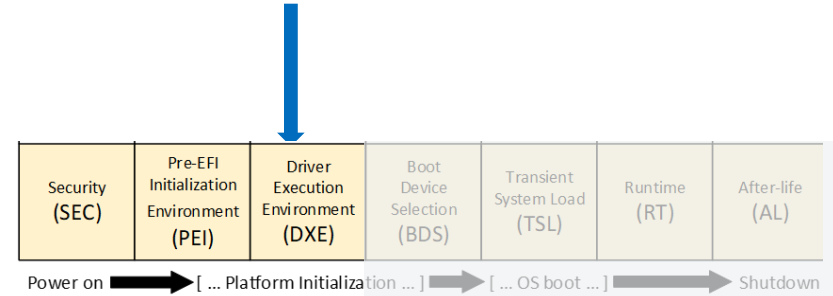 Security
(SEC)
Pre-EFI
Initialization
Environment
(PEI)
Driver
Execution
Environment
(DXE)
Boot
Device
Selection
(BDS)
Transient
System Load
(TSL)
Runtime
(RT)
After-life
(AL)
Power on [ ... Platform Initialization ... ] [ ... OS boot ... ] Shutdown